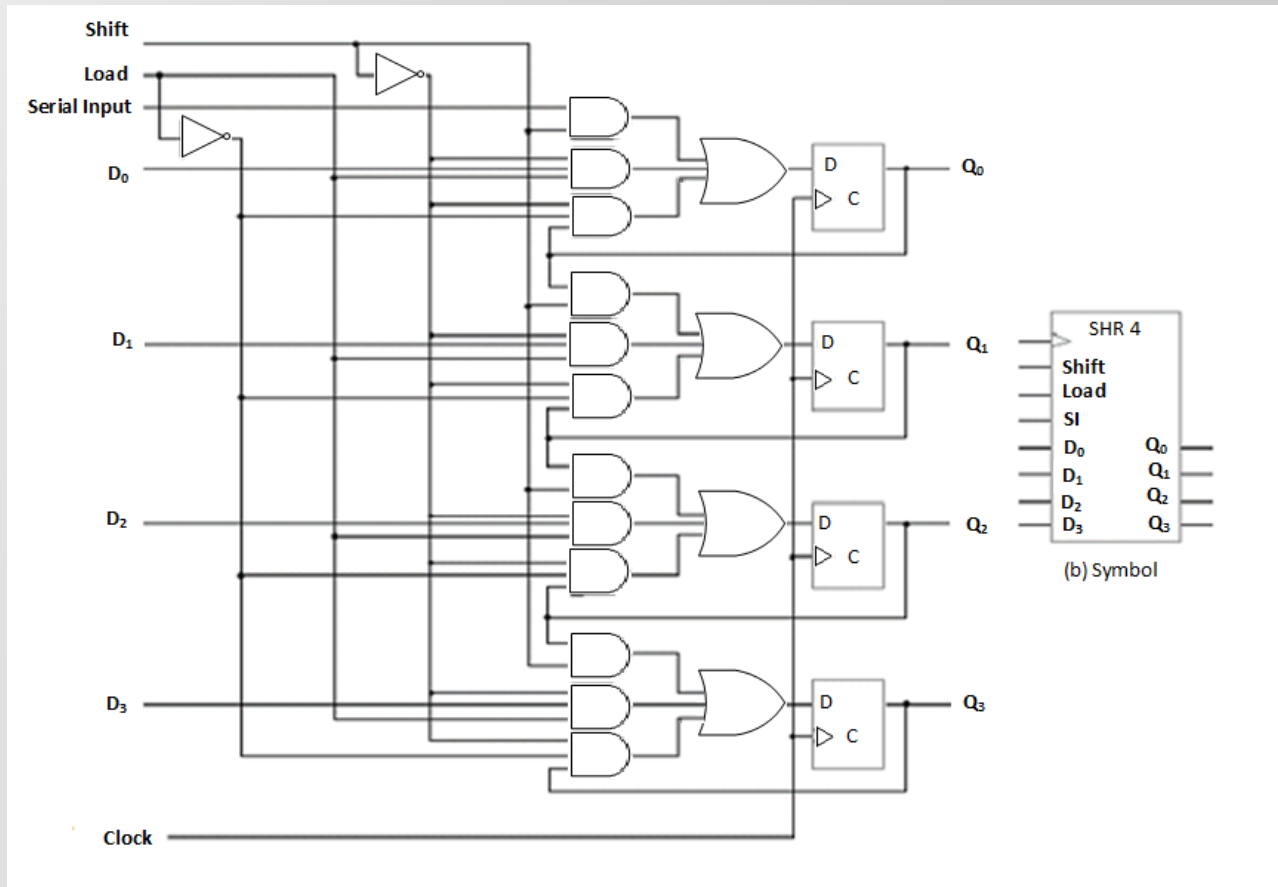 Shift
Load
Serial Input
D₀
D C Q₀
D₁
D C Q₁
D₂
D C Q₂
D₃
D C Q₃
Clock
SHR 4
Shift
Load
SI
D₀ Q₀
D₁ Q₁
D₂ Q₂
D₃ Q₃
(b) Symbol